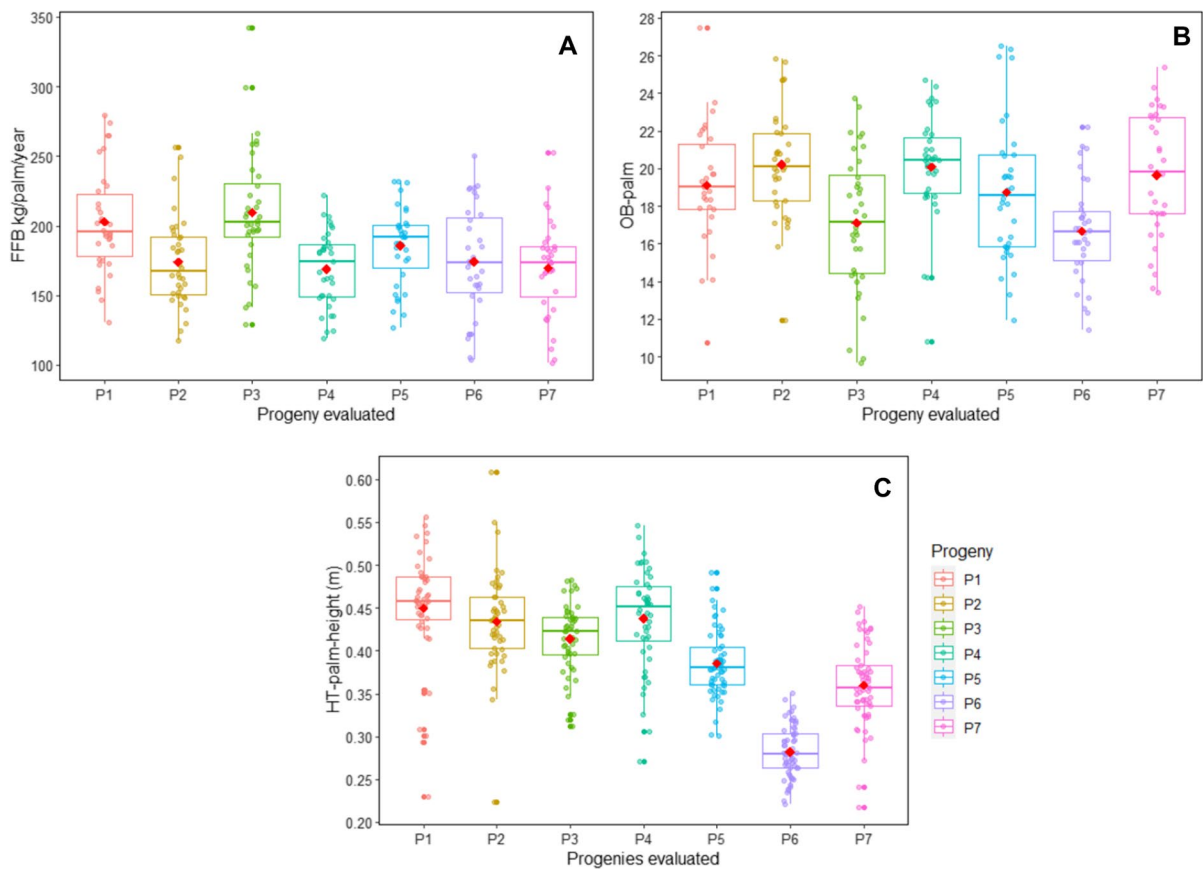 A
FFB kg/palm/year
350
300
250
200
150
100
P1 P2 P3 P4 P5 P6 P7
Progeny evaluated
B
OB-palm
28
26
24
22
20
18
16
14
12
10
P1 P2 P3 P4 P5 P6 P7
Progeny evaluated
C
HT-palm-height (m)
0.60
0.55
0.50
0.45
0.40
0.35
0.30
0.25
0.20
P1 P2 P3 P4 P5 P6 P7
Progenies evaluated
Progeny
P1
P2
P3
P4
P5
P6
P7